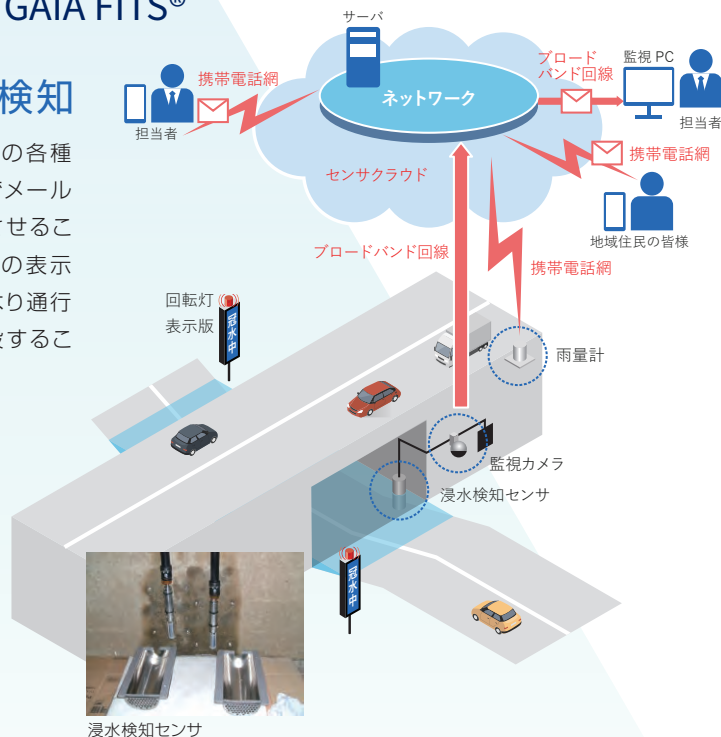 GAIA FITS®
検知
の各種
メール
させるこ
の表示
より通行
するこ
サーバ
ネットワーク
センサクラウド
携帯電話網
担当者
ブロード
バンド回線
監視 PC
担当者
携帯電話網
地域住民の皆様
ブロードバンド回線
携帯電話網
回転灯
表示版
冠水中
雨量計
監視カメラ
浸水検知センサ
冠水中
浸水検知センサ